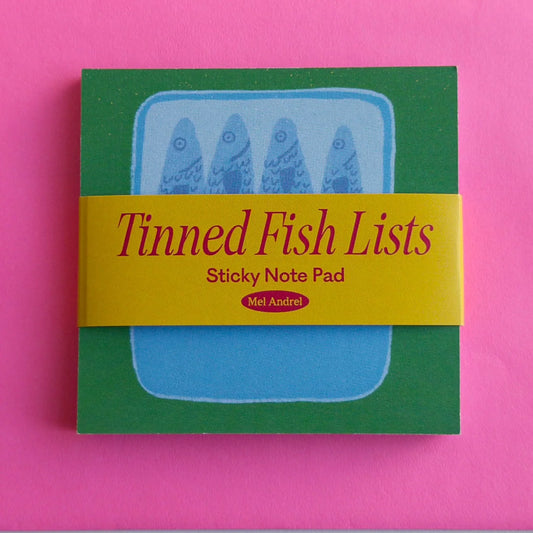 Tinned Fish Lists
Sticky Note Pad
Mel Andrel